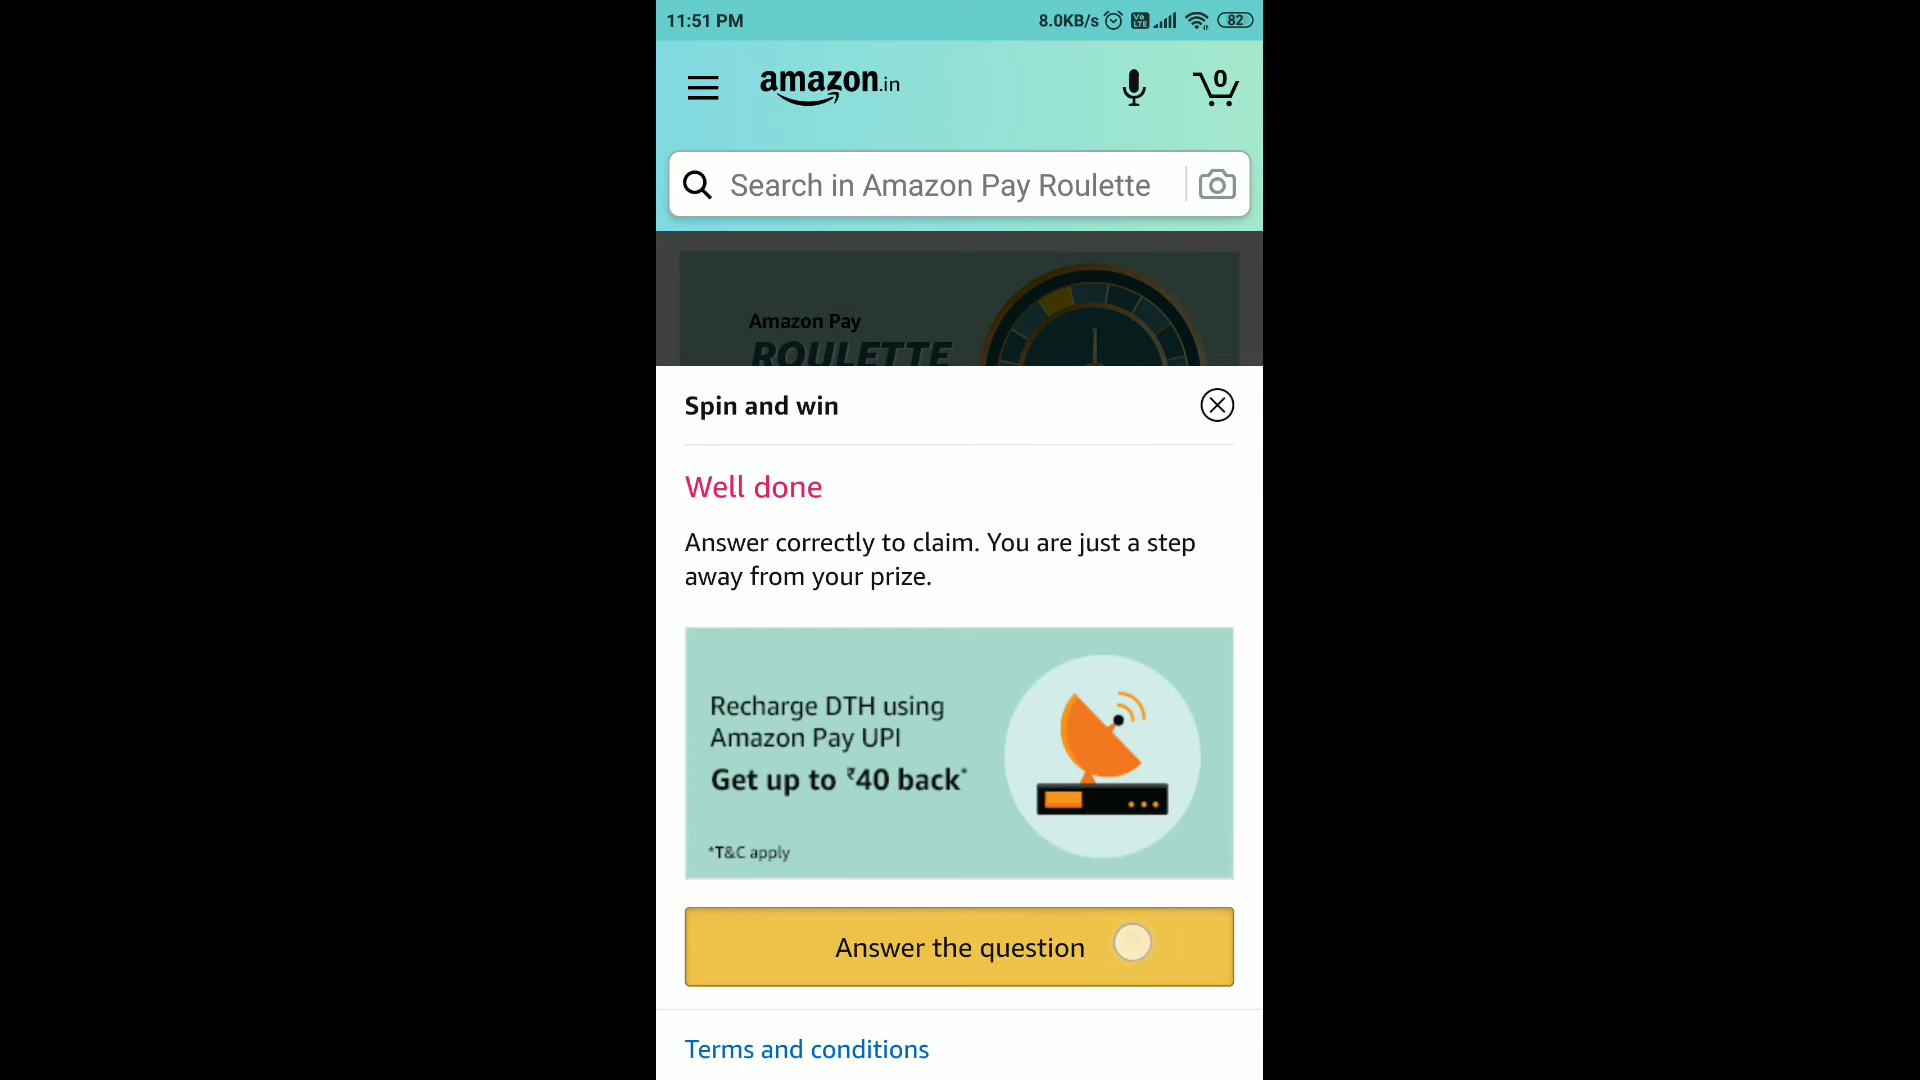 11:51 PM 8.0KB/s Vo LTE 82
amazon.in 0
Search in Amazon Pay Roulette
Amazon Pay
ROULETTE
Spin and win
Well done
Answer correctly to claim. You are just a step
away from your prize.
Recharge DTH using
Amazon Pay UPI
Get up to ₹40 back*
*T&C apply
Answer the question
Terms and conditions